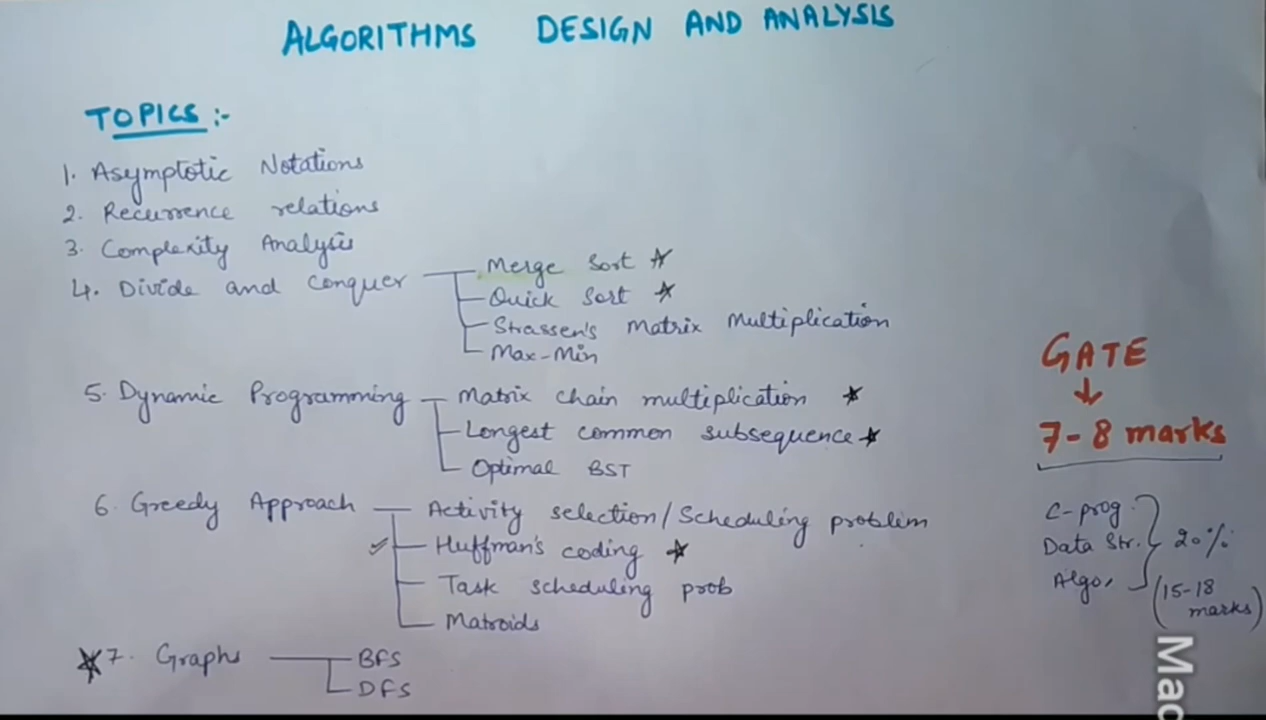 ALGORITHMS DESIGN AND ANALYSIS
TOPICS :-
1. Asymptotic Notations
2. Recurrence relations
3. Complexity Analysis
4. Divide and Conquer
Merge Sort
Quick Sort
Strassen's Matrix Multiplication
Max-Min
5. Dynamic Programming
Matrix chain multiplication
Longest common subsequence
Optimal BST
6. Greedy Approach
Activity selection/Scheduling problem
Huffman's coding
Task scheduling prob
Matroids
7. Graphs
BFS
DFS
GATE
7-8 marks
C-prog
Data Str.
Algo.
20%
(15-18 marks)
Mad